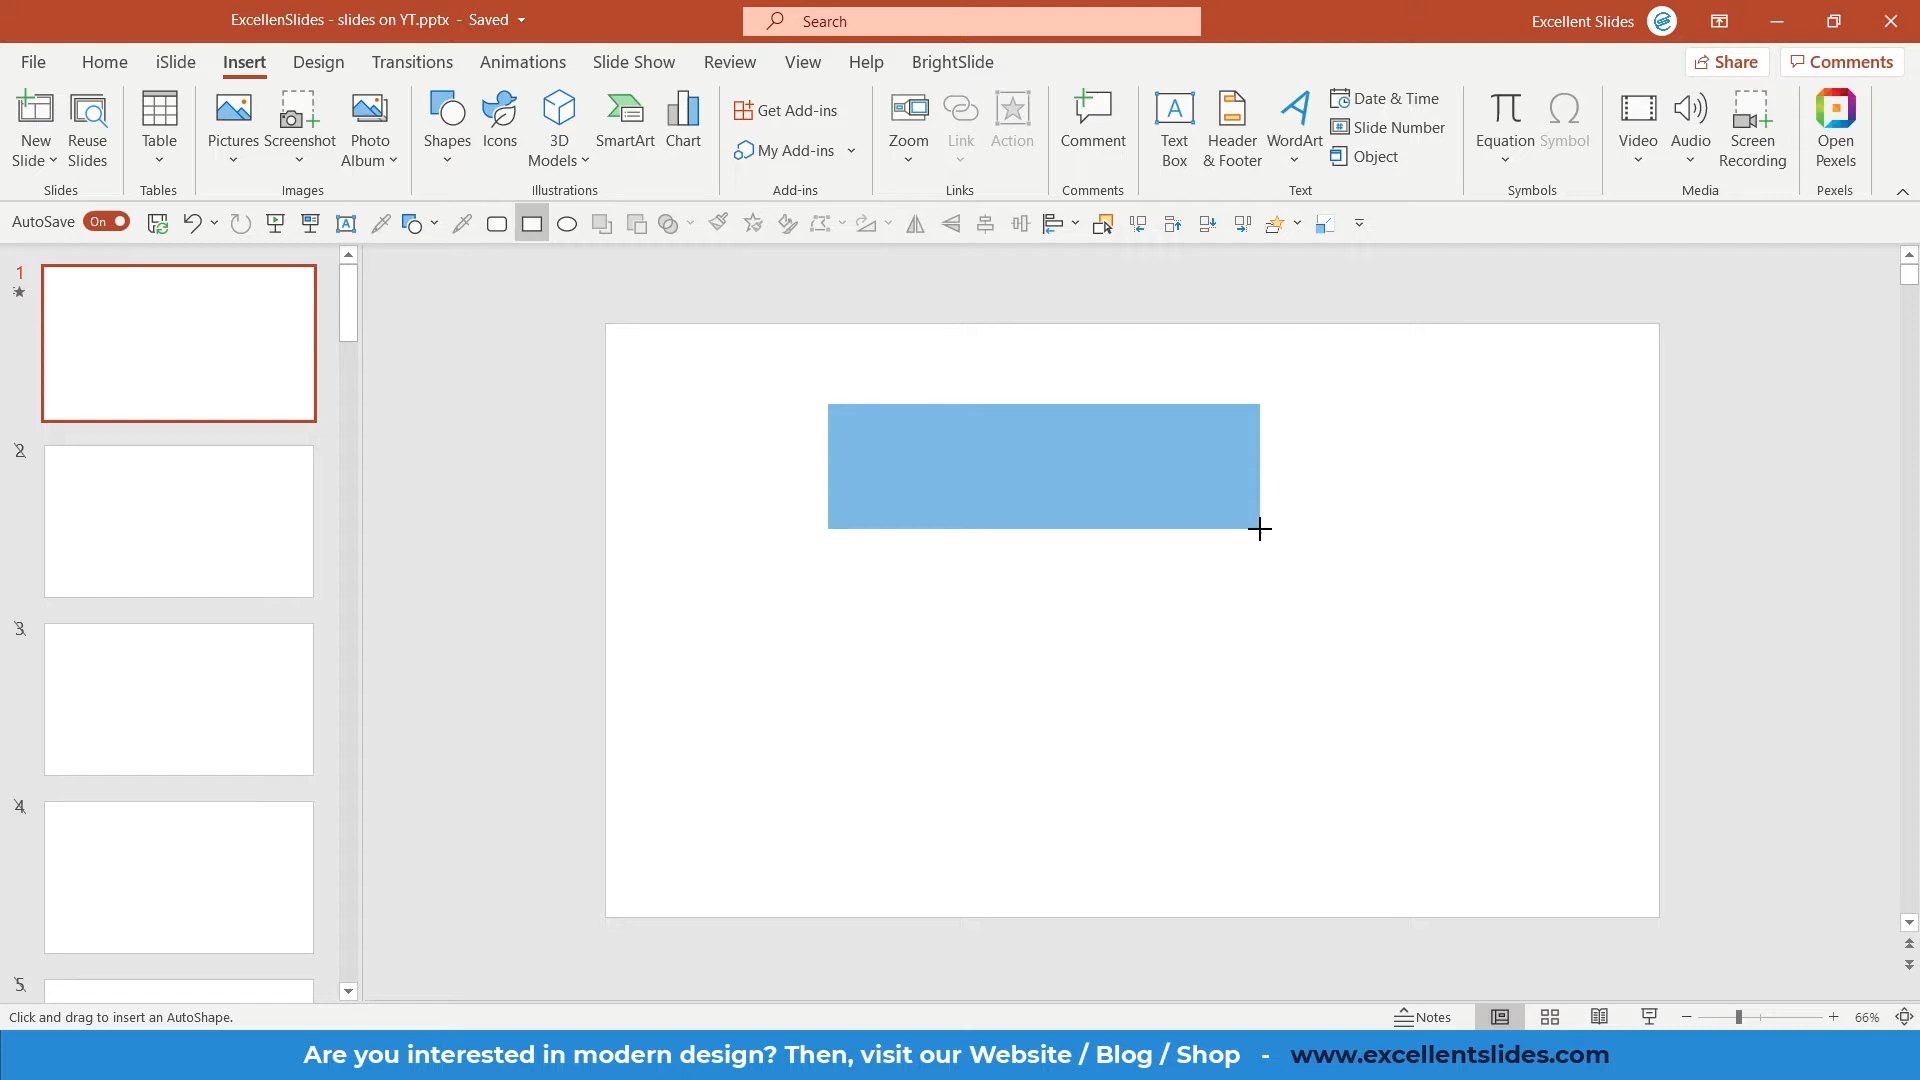 ExcellenSlides - slides on YT.pptx - Saved
Search
Excellent Slides
File Home iSlide Insert Design Transitions Animations Slide Show Review View Help BrightSlide
Share Comments
New Slide
Reuse Slides
Slides
Table
Tables
Pictures
Screenshot
Photo Album
Images
Shapes
Icons
3D Models
SmartArt
Chart
Illustrations
Get Add-ins
My Add-ins
Add-ins
Zoom
Link
Action
Links
Comment
Comments
Text Box
Header & Footer
WordArt
Date & Time
Slide Number
Object
Text
Equation
Symbol
Symbols
Video
Audio
Screen Recording
Media
Open Pexels
Pexels
AutoSave On
1
2
3
4
5
Click and drag to insert an AutoShape.
Notes
66%
Are you interested in modern design? Then, visit our Website / Blog / Shop - www.excellentslides.com